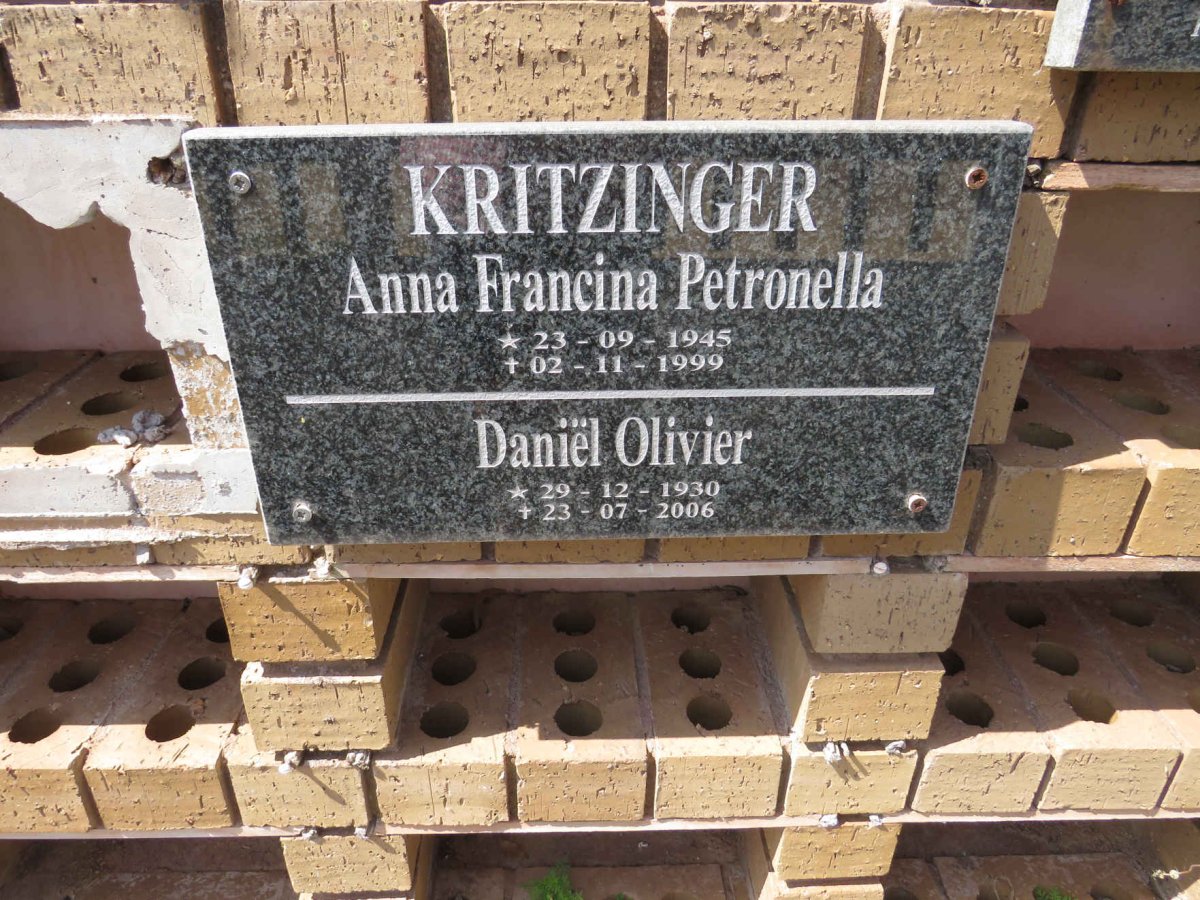 KRITZINGER
Anna Francina Petronella
★ 23 - 09 - 1945
✝ 02 - 11 - 1999
Daniël Olivier
★ 29 - 12 - 1930
✝ 23 - 07 - 2006